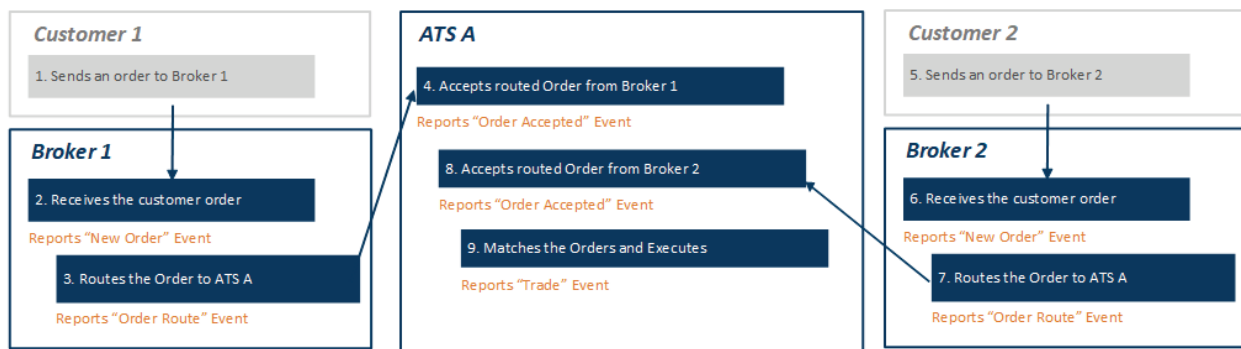 Customer 1
1. Sends an order to Broker 1
Broker 1
2. Receives the customer order
Reports “New Order” Event
3. Routes the Order to ATS A
Reports “Order Route” Event
ATS A
4. Accepts routed Order from Broker 1
Reports “Order Accepted” Event
8. Accepts routed Order from Broker 2
Reports “Order Accepted” Event
9. Matches the Orders and Executes
Reports “Trade” Event
Customer 2
5. Sends an order to Broker 2
Broker 2
6. Receives the customer order
Reports “New Order” Event
7. Routes the Order to ATS A
Reports “Order Route” Event